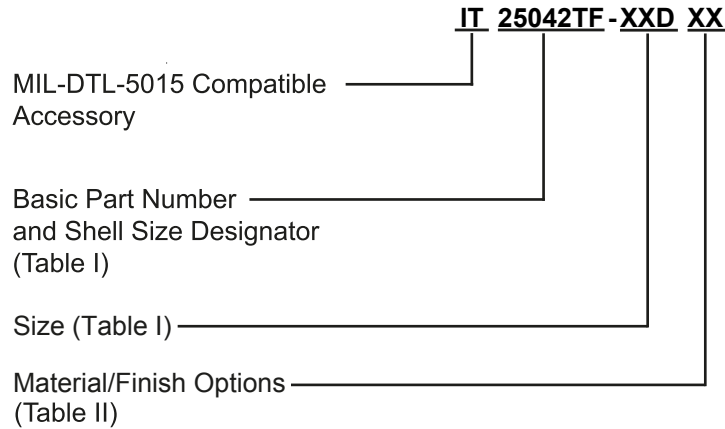 IT 25042TF-XXD XX
MIL-DTL-5015 Compatible
Accessory
Basic Part Number
and Shell Size Designator
(Table I)
Size (Table I)
Material/Finish Options
(Table II)